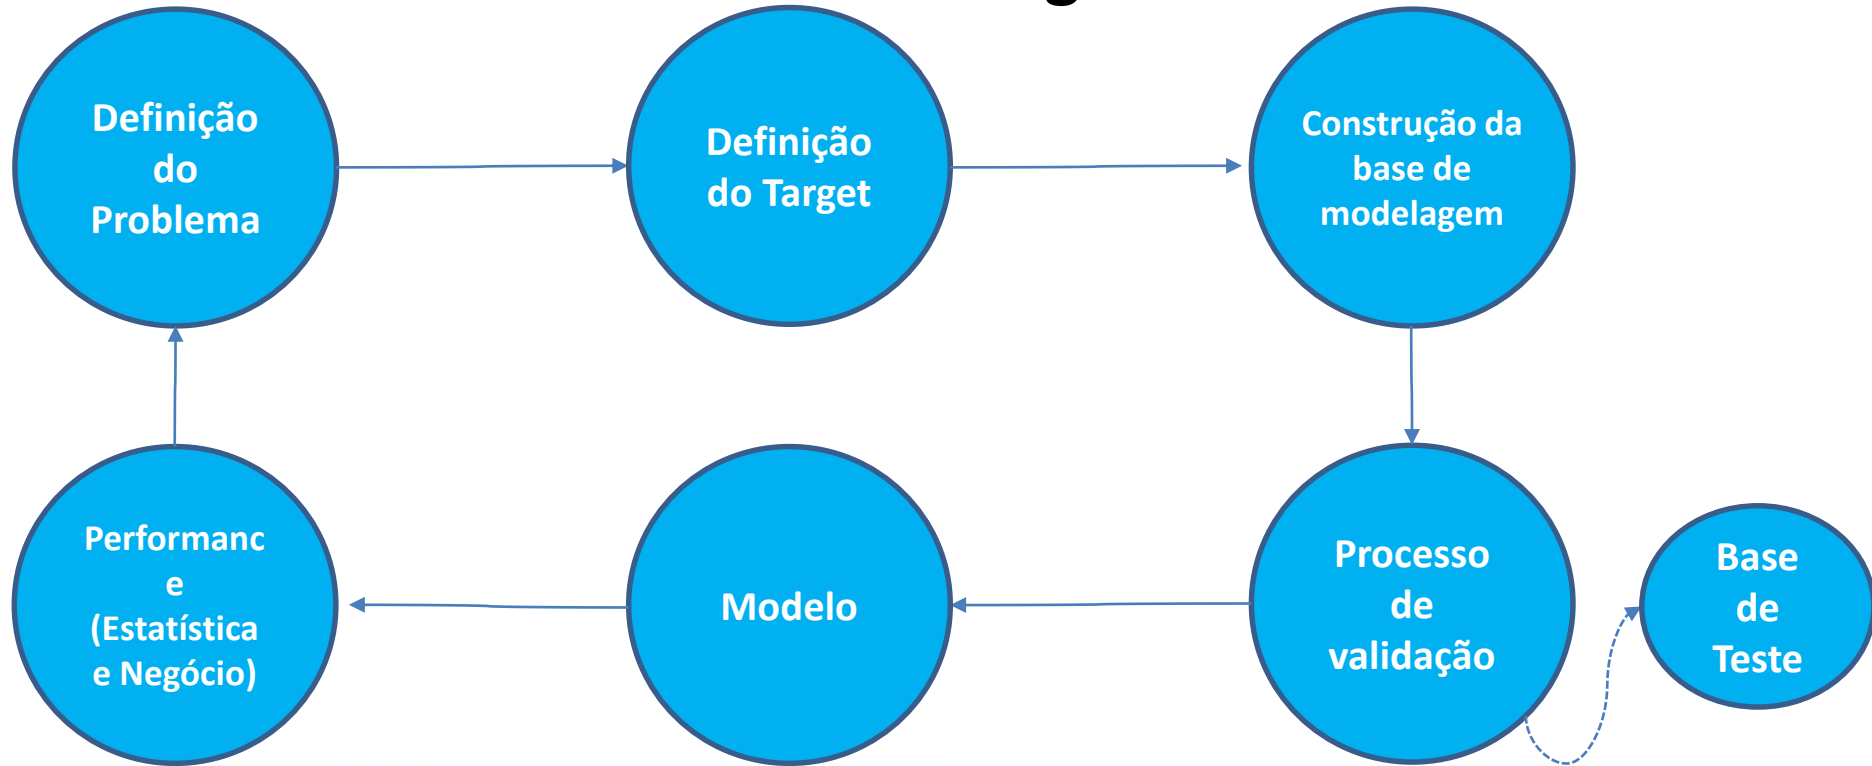 Definição
do
Problema
Definição
do Target
Construção da
base de
modelagem
Performanc
e
(Estatística
e Negócio)
Modelo
Processo
de
validação
Base
de
Teste